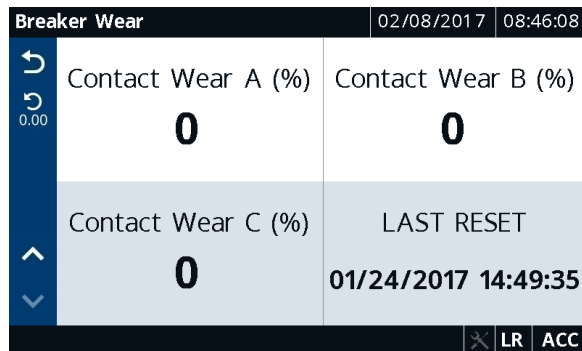 Breaker Wear 02/08/2017 08:46:08
0.00
Contact Wear A (%)
0
Contact Wear B (%)
0
Contact Wear C (%)
0
LAST RESET
01/24/2017 14:49:35
LR ACC